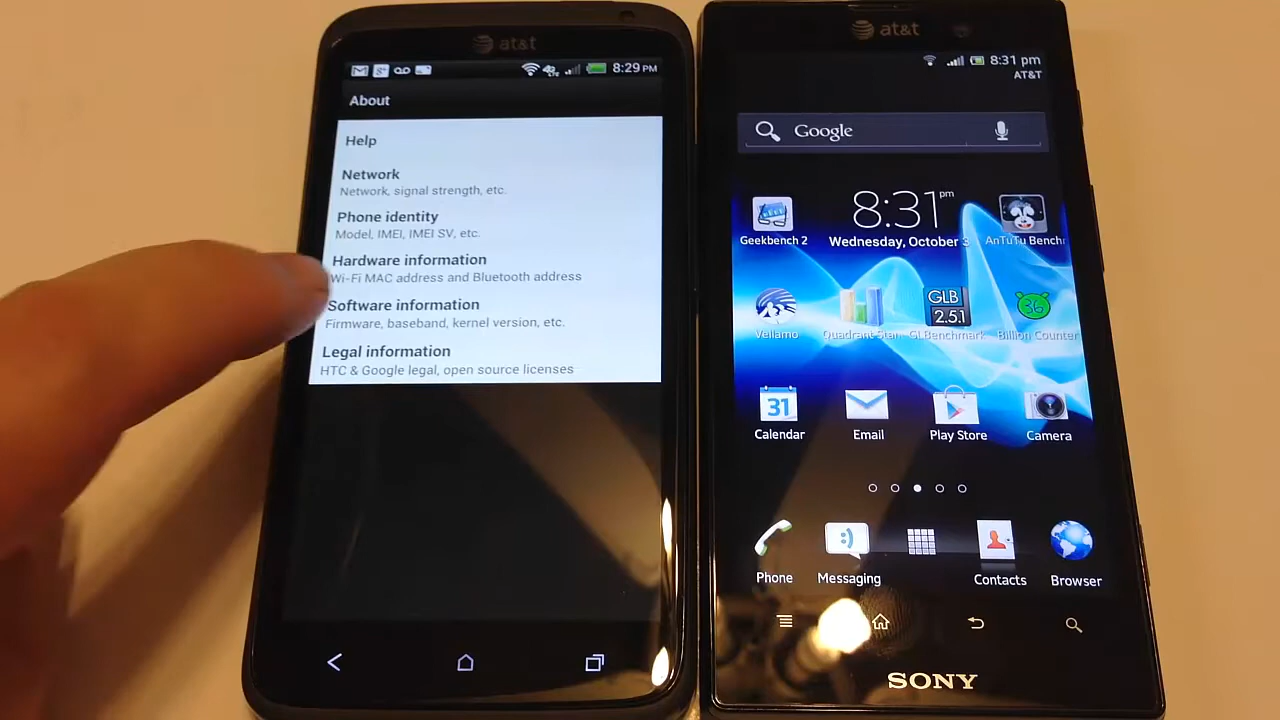 at&t
8:29 PM
About
Help
Network
Network, signal strength, etc.
Phone identity
Model, IMEI, IMEI SV, etc.
Hardware information
Wi-Fi MAC address and Bluetooth address
Software information
Firmware, baseband, kernel version, etc.
Legal information
HTC & Google legal, open source licenses
at&t
8:31 pm
AT&T
Google
8:31 pm
Wednesday, October 3
Geekbench 2
AnTuTu Bench
GLB
2.5.1
36
Vellamo
Quadrant Stan
GLBenchmark
Billion Counter
31
Calendar
Email
Play Store
Camera
Phone
Messaging
Contacts
Browser
SONY